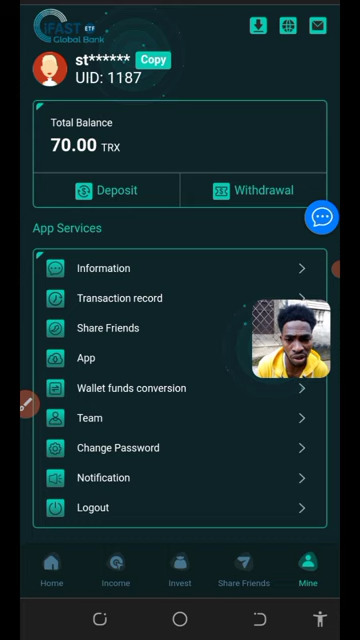 iFAST
ETF
Global Bank
st****** Copy
UID: 1187
Total Balance
70.00 TRX
Deposit
Withdrawal
App Services
Information
Transaction record
Share Friends
App
Wallet funds conversion
Team
Change Password
Notification
Logout
Home
Income
Invest
Share Friends
Mine